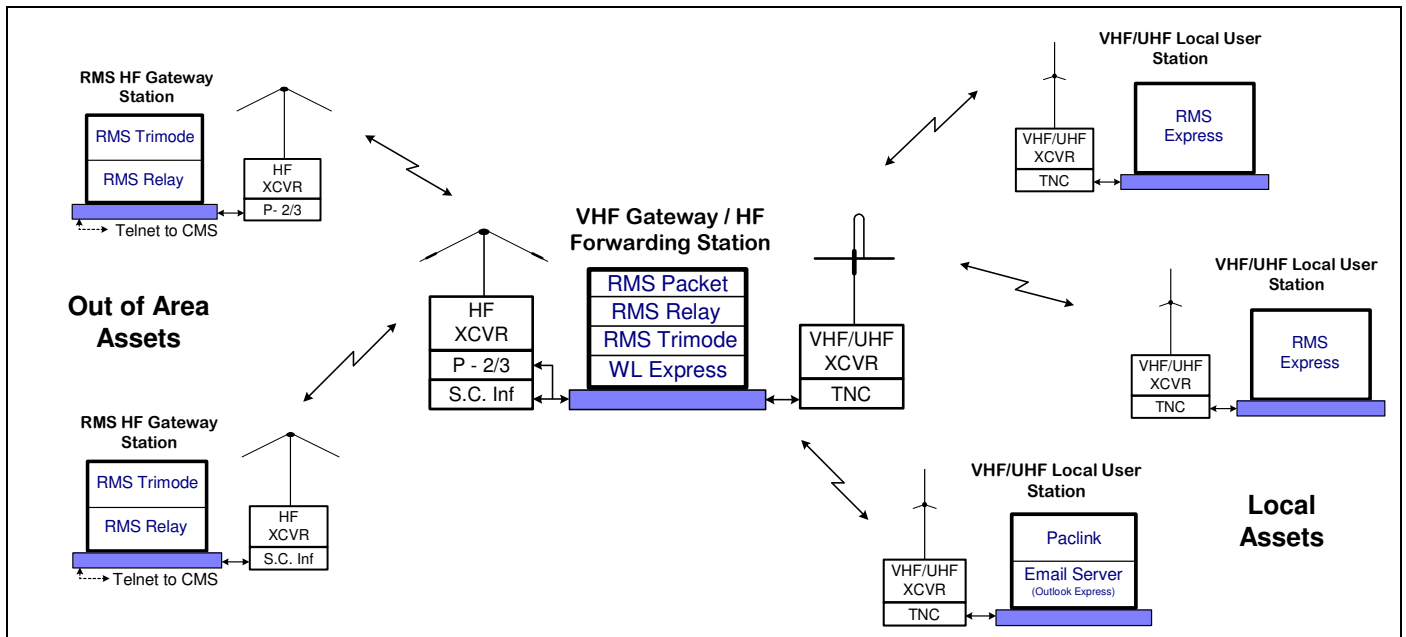 RMS HF Gateway
Station
RMS Trimode
RMS Relay
HF
XCVR
P- 2/3
Telnet to CMS
Out of Area
Assets
RMS HF Gateway
Station
RMS Trimode
RMS Relay
HF
XCVR
S.C. Inf
Telnet to CMS
VHF Gateway / HF
Forwarding Station
HF
XCVR
P - 2/3
S.C. Inf
RMS Packet
RMS Relay
RMS Trimode
WL Express
VHF/UHF
XCVR
TNC
VHF/UHF Local User
Station
VHF/UHF
XCVR
TNC
RMS
Express
VHF/UHF Local User
Station
VHF/UHF
XCVR
TNC
RMS
Express
VHF/UHF Local User
Station
VHF/UHF
XCVR
TNC
Paclink
Email Server
(Outlook Express)
Local
Assets